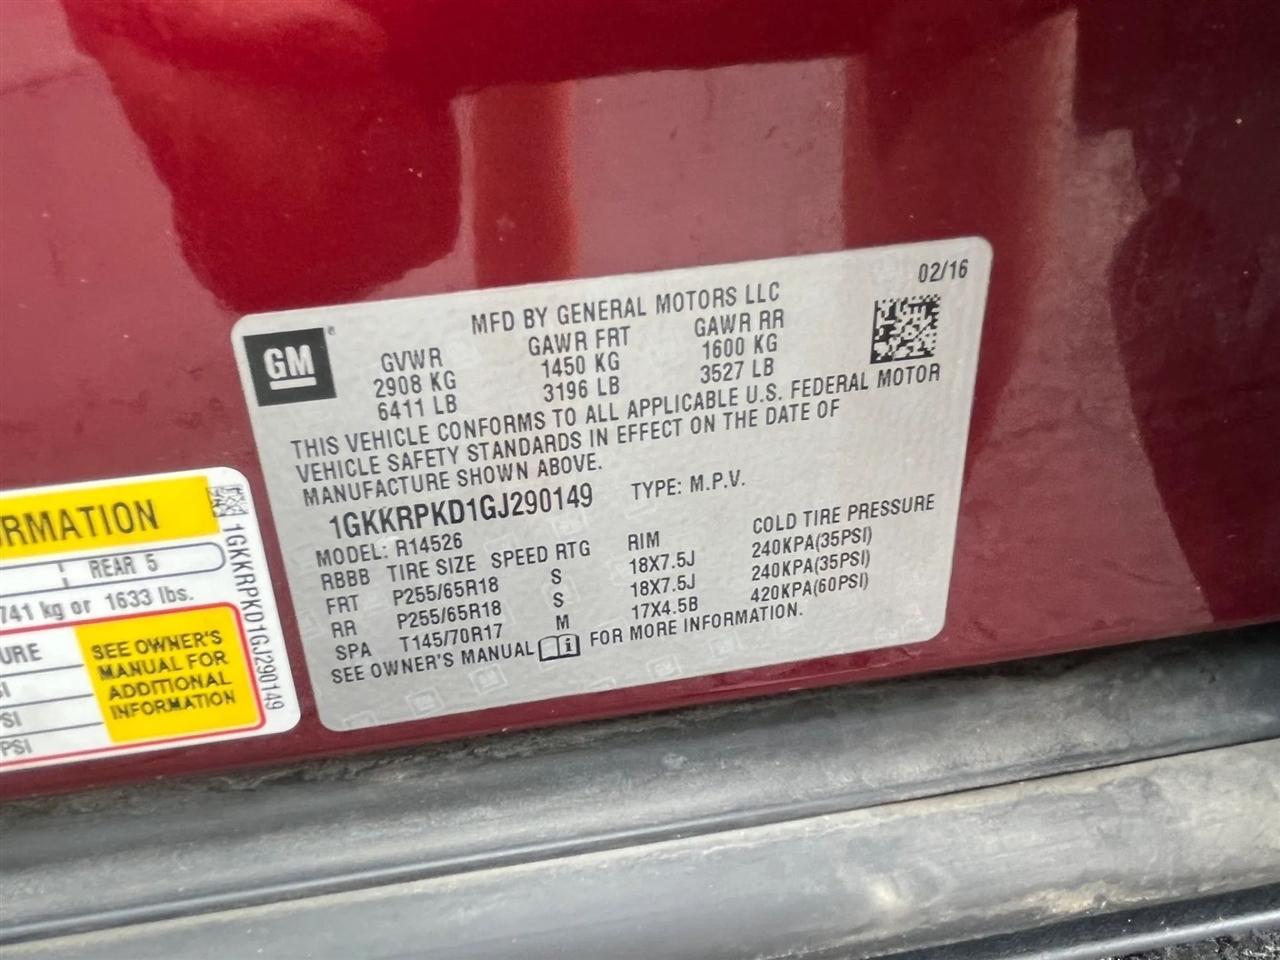 02/16
MFD BY GENERAL MOTORS LLC
GM
®
GVWR GAWR FRT GAWR RR
2908 KG 1450 KG 1600 KG
6411 LB 3196 LB 3527 LB
THIS VEHICLE CONFORMS TO ALL APPLICABLE U.S. FEDERAL MOTOR
VEHICLE SAFETY STANDARDS IN EFFECT ON THE DATE OF
MANUFACTURE SHOWN ABOVE.
1GKKRPKD1GJ290149 TYPE: M.P.V.
MODEL: R14526
RBBB TIRE SIZE SPEED RTG RIM COLD TIRE PRESSURE
FRT P255/65R18 S 18X7.5J 240KPA(35PSI)
RR P255/65R18 S 18X7.5J 240KPA(35PSI)
SPA T145/70R17 M 17X4.5B 420KPA(60PSI)
SEE OWNER'S MANUAL FOR MORE INFORMATION.
RMATION
REAR 5
741 kg or 1633 lbs.
URE
SI
PSI
PSI
SEE OWNER'S
MANUAL FOR
ADDITIONAL
INFORMATION
1GKKRPKD1GJ290149